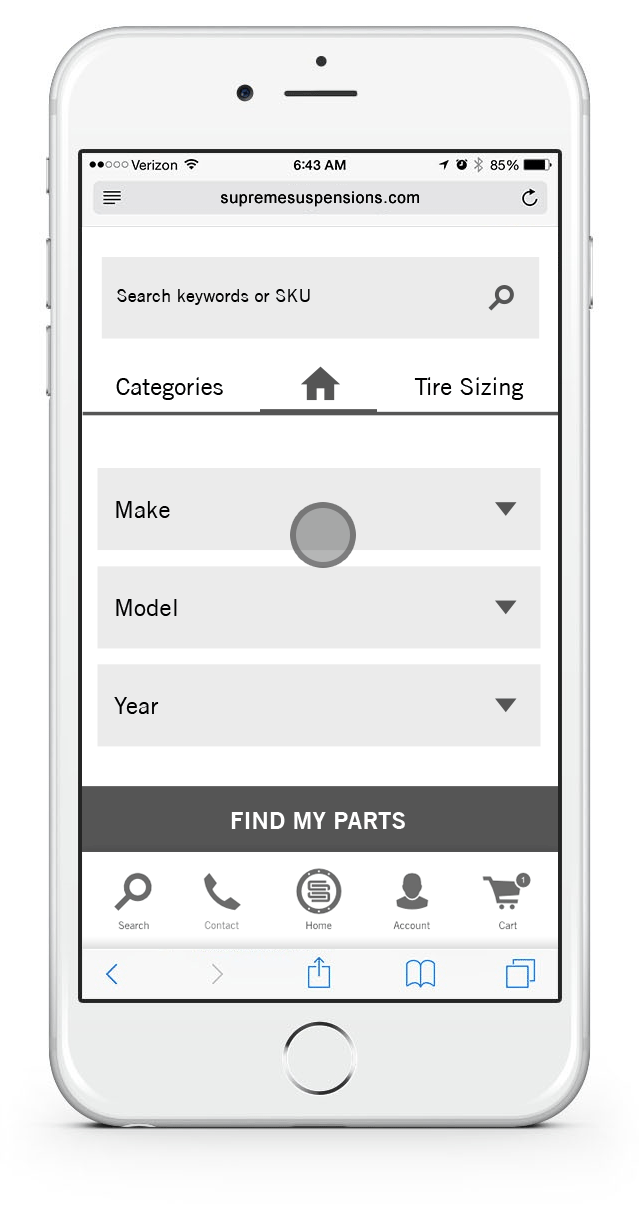 Verizon 6:43 AM 85%
supremesuspensions.com
Search keywords or SKU
Categories Tire Sizing
Make
Model
Year
FIND MY PARTS
1
Search Contact Home Account Cart